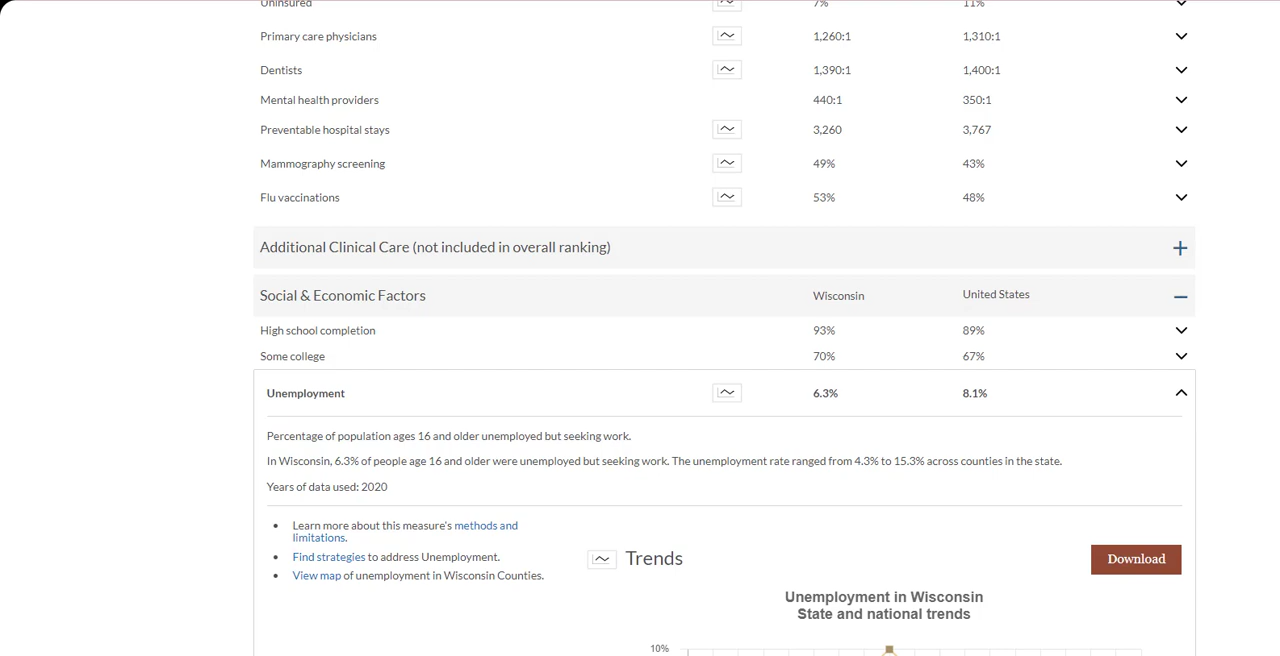 Uninsured 7% 11%
Primary care physicians 1,260:1 1,310:1
Dentists 1,390:1 1,400:1
Mental health providers 440:1 350:1
Preventable hospital stays 3,260 3,767
Mammography screening 49% 43%
Flu vaccinations 53% 48%
Additional Clinical Care (not included in overall ranking)
Social & Economic Factors Wisconsin United States
High school completion 93% 89%
Some college 70% 67%
Unemployment 6.3% 8.1%
Percentage of population ages 16 and older unemployed but seeking work.
In Wisconsin, 6.3% of people age 16 and older were unemployed but seeking work. The unemployment rate ranged from 4.3% to 15.3% across counties in the state.
Years of data used: 2020
Learn more about this measure's methods and
limitations.
Find strategies to address Unemployment.
View map of unemployment in Wisconsin Counties.
Trends
Download
Unemployment in Wisconsin
State and national trends
10%